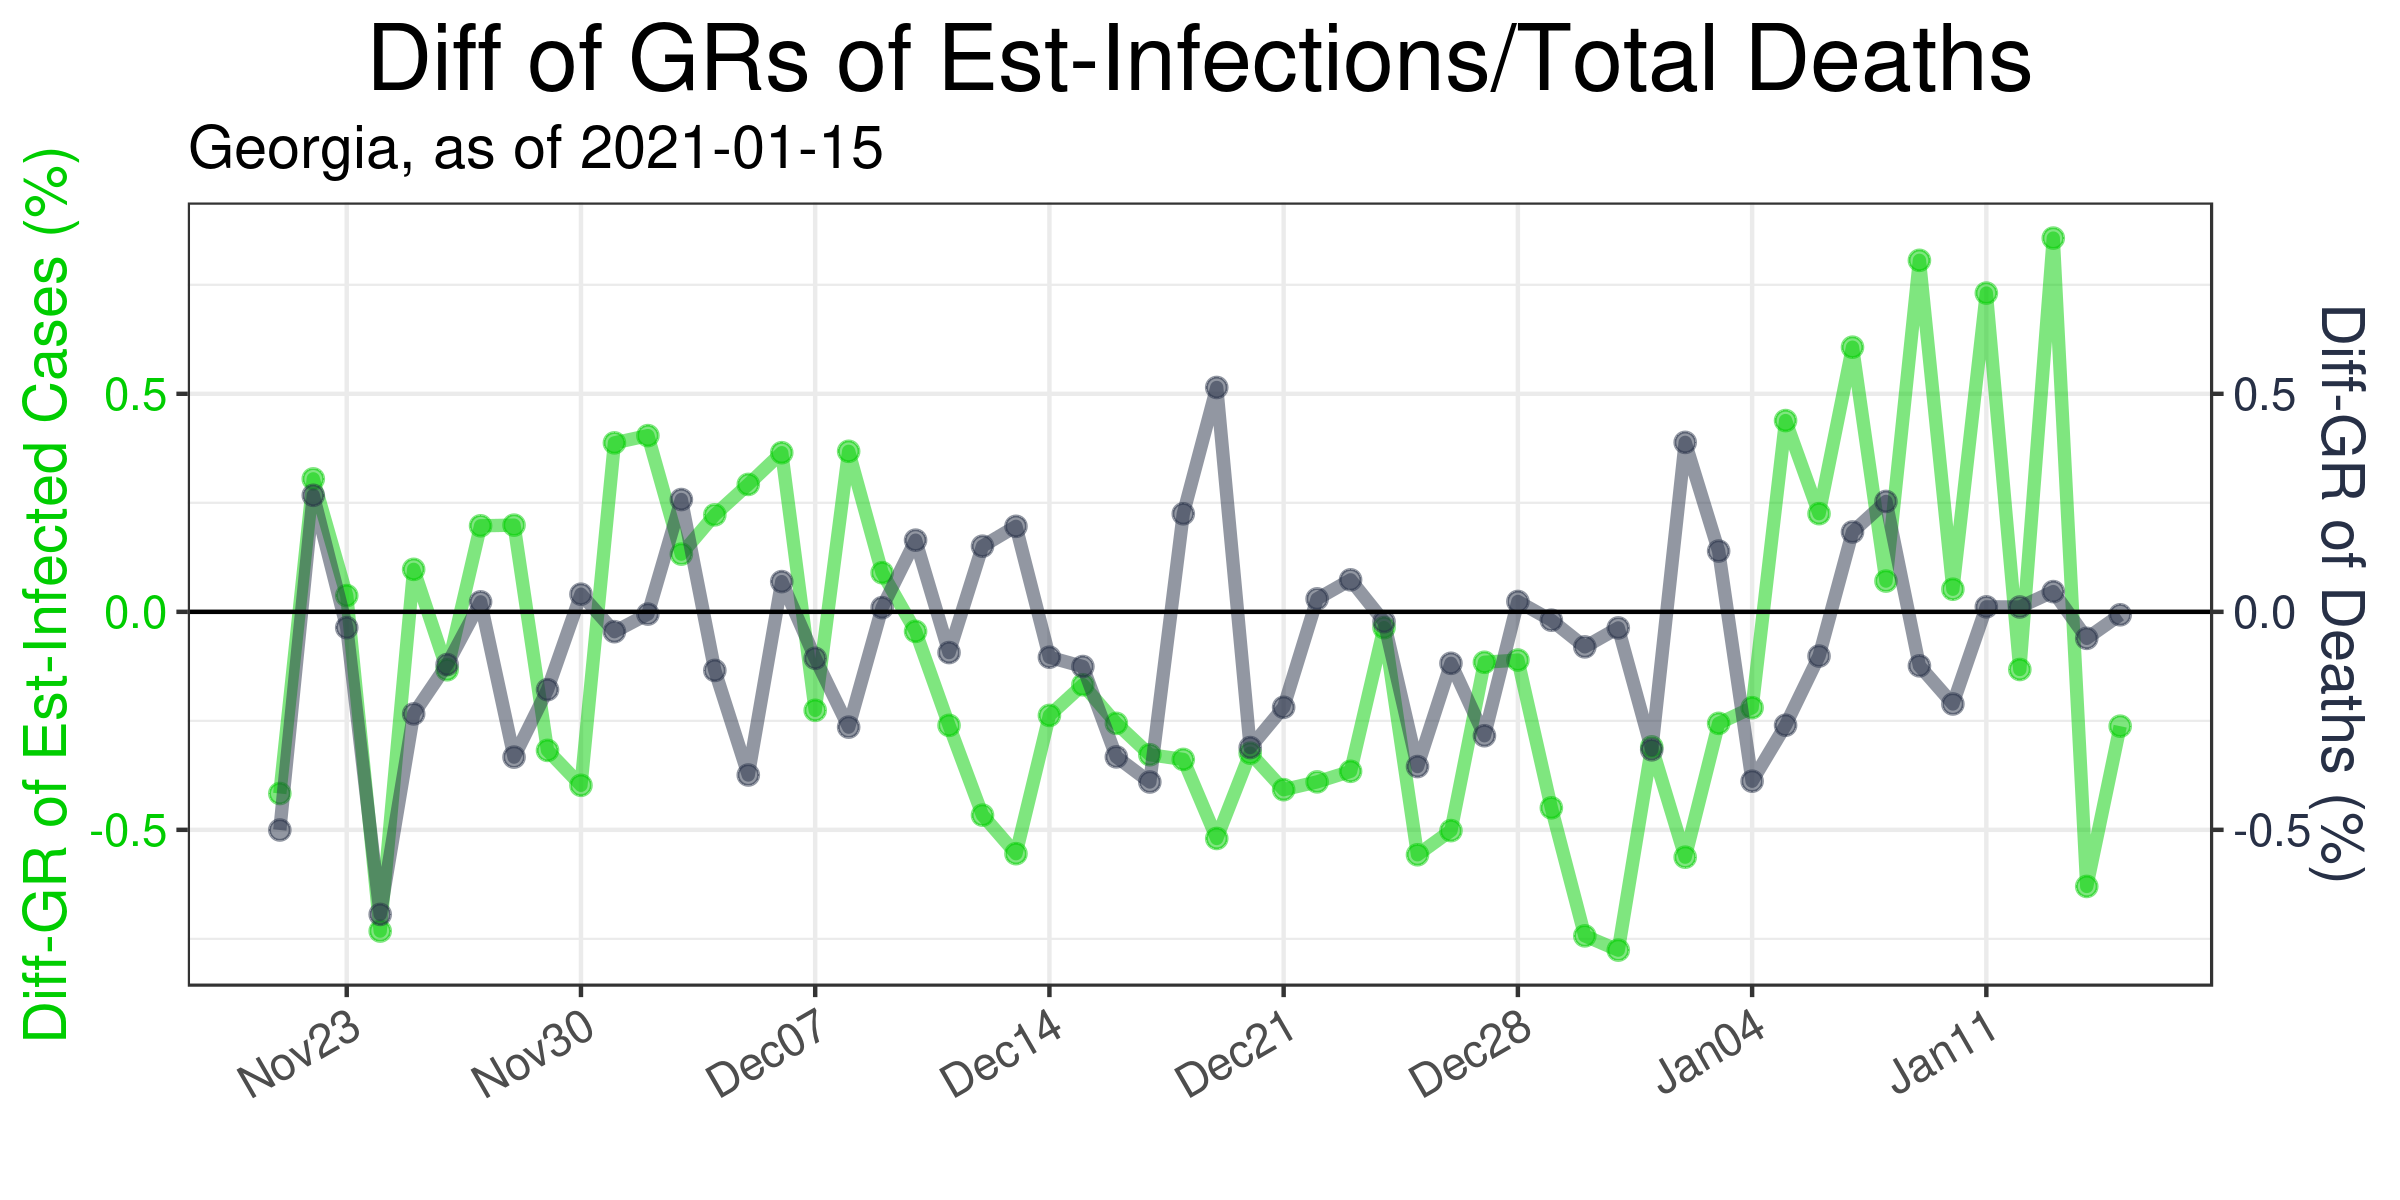 Diff of GRs of Est-Infections/Total Deaths
Georgia, as of 2021-01-15
Diff-GR of Est-Infected Cases (%)
0.5
0.0
-0.5
0.5
0.0
-0.5
Diff-GR of Deaths (%)
Nov23
Nov30
Dec07
Dec14
Dec21
Dec28
Jan04
Jan11